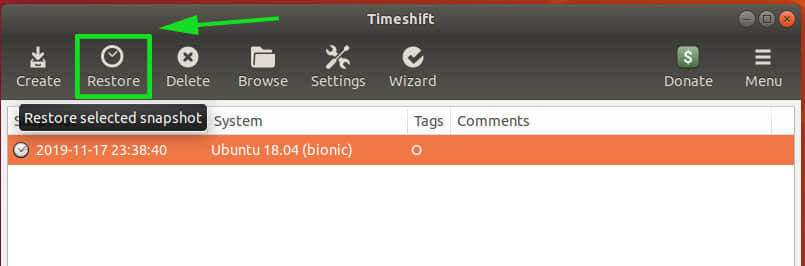 Timeshift
Create Restore Delete Browse Settings Wizard Donate Menu
Restore selected snapshot
S System Tags Comments
2019-11-17 23:38:40 Ubuntu 18.04 (bionic) O